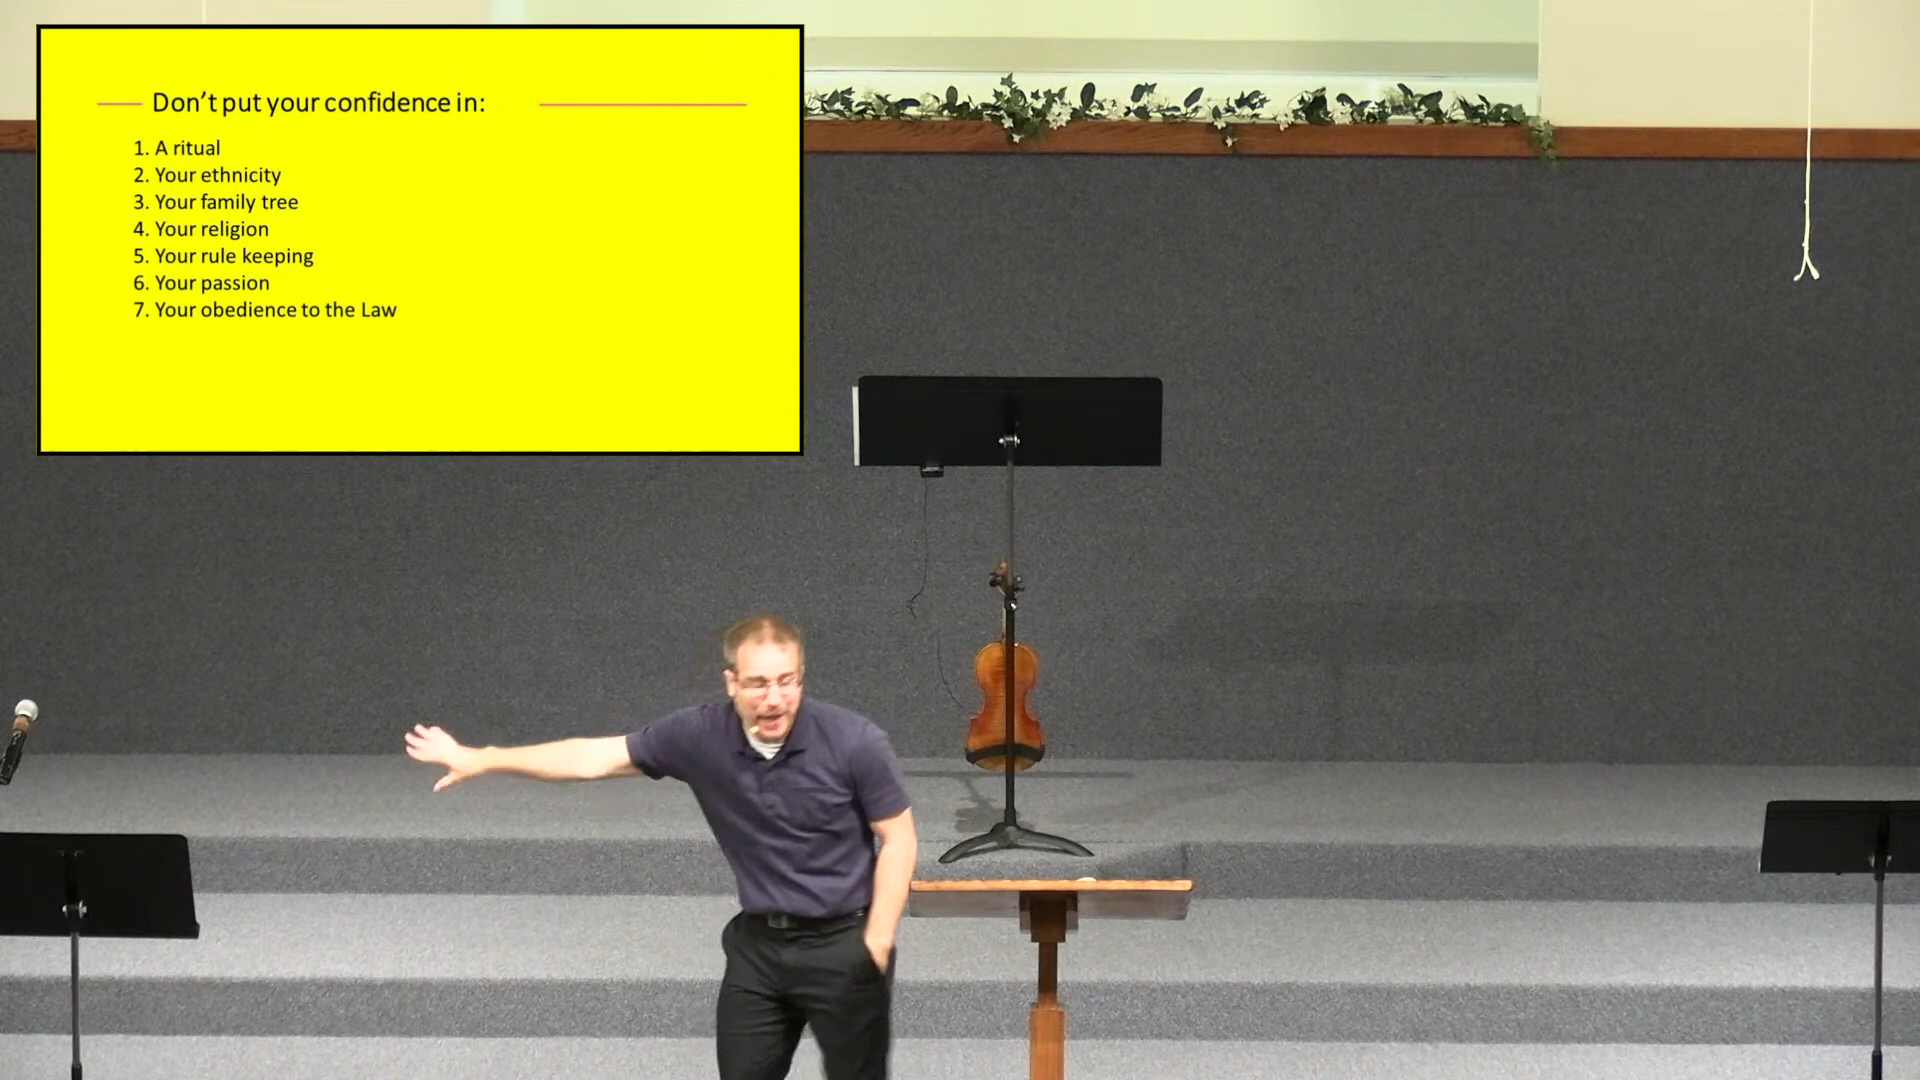 Don’t put your confidence in:
1. A ritual
2. Your ethnicity
3. Your family tree
4. Your religion
5. Your rule keeping
6. Your passion
7. Your obedience to the Law